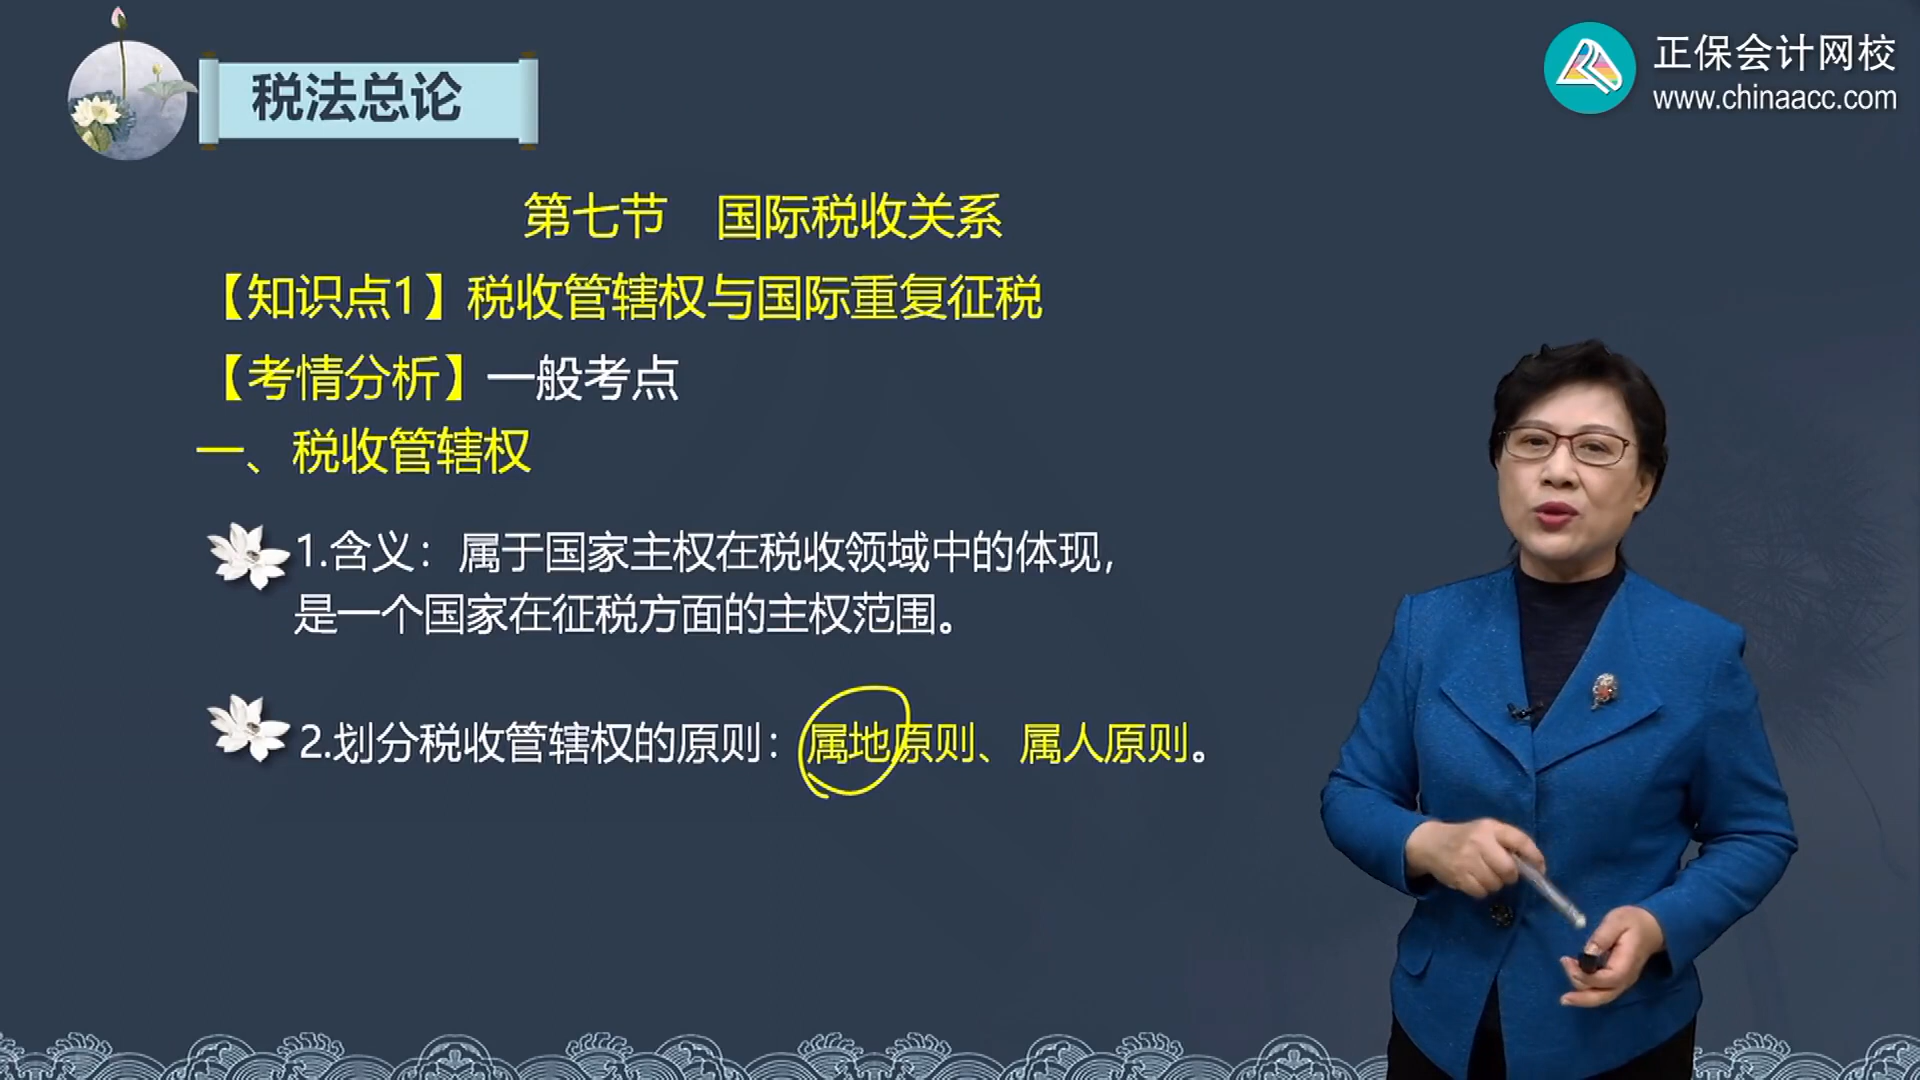 税法总论
正保会计网校
www.chinaacc.com
第七节 国际税收关系
【知识点1】税收管辖权与国际重复征税
【考情分析】一般考点
一、税收管辖权
1.含义：属于国家主权在税收领域中的体现，
是一个国家在征税方面的主权范围。
2.划分税收管辖权的原则：属地原则、属人原则。